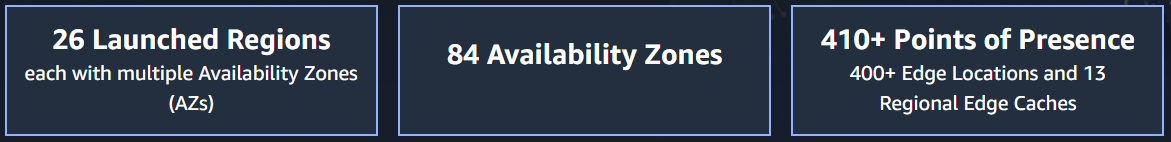 26 Launched Regions
each with multiple Availability Zones
(AZs)
84 Availability Zones
410+ Points of Presence
400+ Edge Locations and 13
Regional Edge Caches